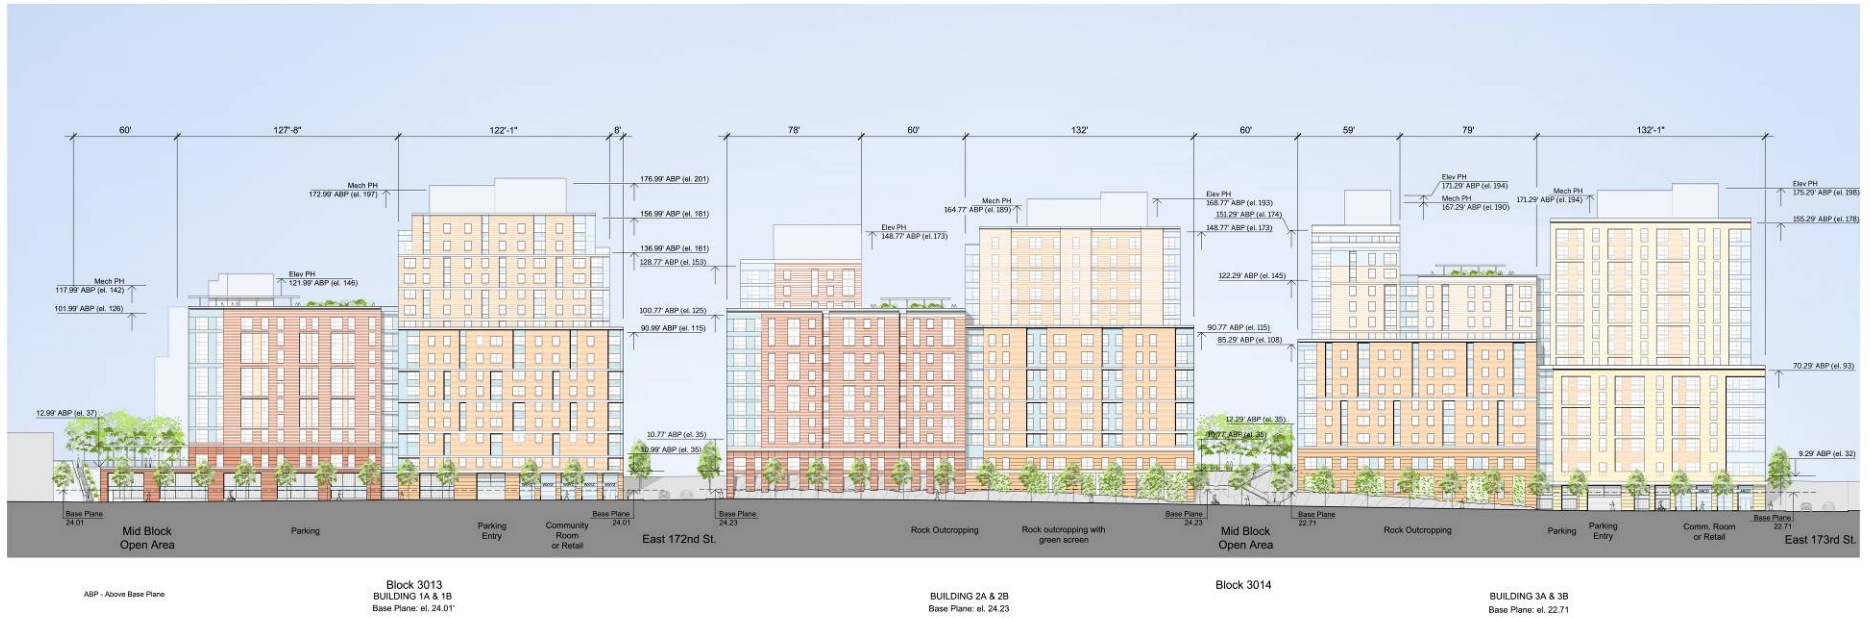 60'
127'-8"
122'-1"
8'
78'
60'
132'
60'
59'
79'
132'-1"
Mech PH
172.99' ABP (el. 197)
176.99' ABP (el. 201)
156.99' ABP (el. 181)
136.99' ABP (el. 161)
128.77' ABP (el. 153)
Mech PH
117.99' ABP (el. 142)
Elev PH
121.99' ABP (el. 146)
101.99' ABP (el. 126)
100.77' ABP (el. 125)
90.99' ABP (el. 115)
12.99' ABP (el. 37)
10.77' ABP (el. 35)
10.99' ABP (el. 35)
Elev PH
148.77' ABP (el. 173)
Mech PH
164.77' ABP (el. 189)
Elev PH
168.77' ABP (el. 193)
151.29' ABP (el. 174)
148.77' ABP (el. 173)
122.29' ABP (el. 145)
90.77' ABP (el. 115)
85.29' ABP (el. 108)
12.29' ABP (el. 35)
10.77' ABP (el. 35)
Elev PH
171.29' ABP (el. 194)
Mech PH
167.29' ABP (el. 190)
Mech PH
171.29' ABP (el. 194)
Elev PH
175.29' ABP (el. 198)
155.29' ABP (el. 178)
70.29' ABP (el. 93)
9.29' ABP (el. 32)
Base Plane
24.01
Mid Block
Open Area
Parking
Parking
Entry
Community
Room
or Retail
Base Plane
24.01
East 172nd St.
Base Plane
24.23
Rock Outcropping
Rock outcropping with
green screen
Base Plane
24.23
Mid Block
Open Area
Base Plane
22.71
Rock Outcropping
Parking
Parking
Entry
Comm. Room
or Retail
Base Plane
22.71
East 173rd St.
ABP - Above Base Plane
Block 3013
BUILDING 1A & 1B
Base Plane: el. 24.01'
BUILDING 2A & 2B
Base Plane: el. 24.23
Block 3014
BUILDING 3A & 3B
Base Plane: el. 22.71